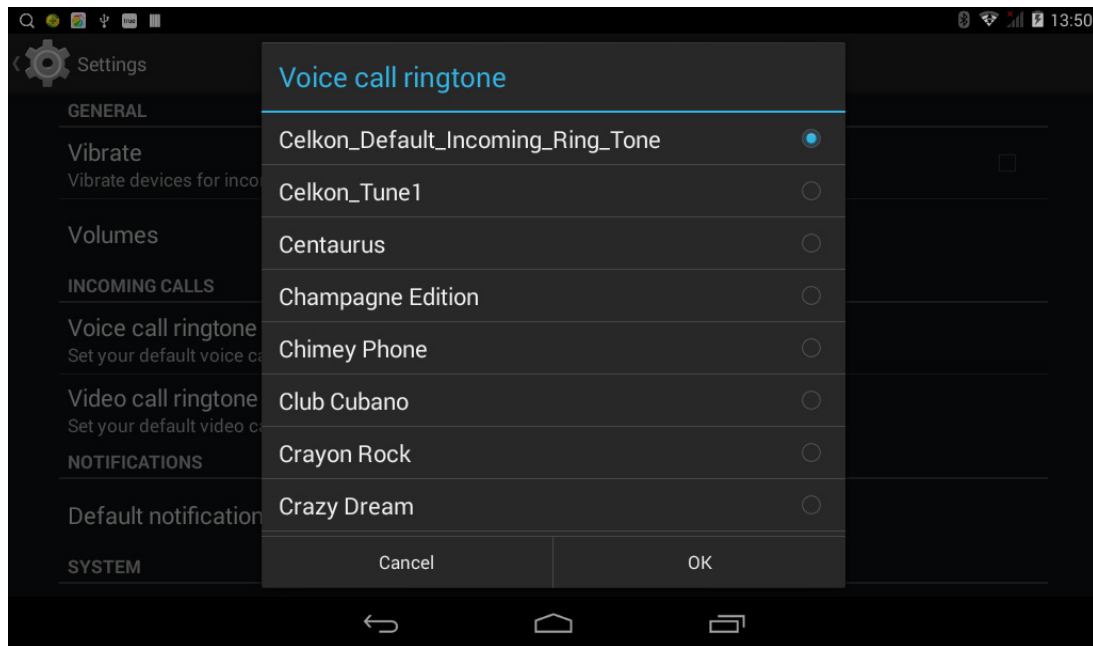 13:50
Settings
Voice call ringtone
GENERAL
Celkon_Default_Incoming_Ring_Tone
Vibrate
Vibrate devices for
Celkon_Tune1
Volumes
Centaurus
INCOMING CALLS
Champagne Edition
Voice call ringtone
Set your default voice
Chimey Phone
Video call ringtone
Set your default video
Club Cubano
NOTIFICATIONS
Crayon Rock
Default notification
Crazy Dream
SYSTEM
Cancel
OK